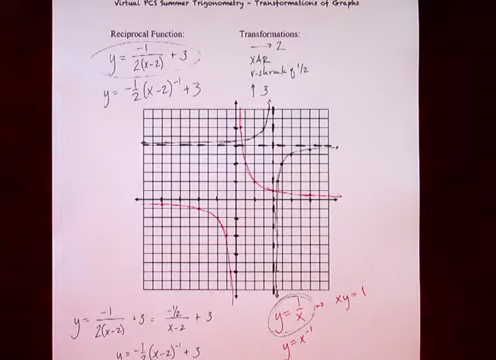 Virtual PCS Summer Trigonometry - Transformations of Graphs
Reciprocal Function:
y = -1 / 2(x-2) + 3
y = -1/2 (x-2)⁻¹ + 3
Transformations:
→ 2
XAR
v. shrink of 1/2
↑ 3
y = -1 / 2(x-2) + 3 = -1/2 / x-2 + 3
y = -1/2 (x-2)⁻¹ + 3
y = 1/x ⇒ xy = 1
y = x⁻¹